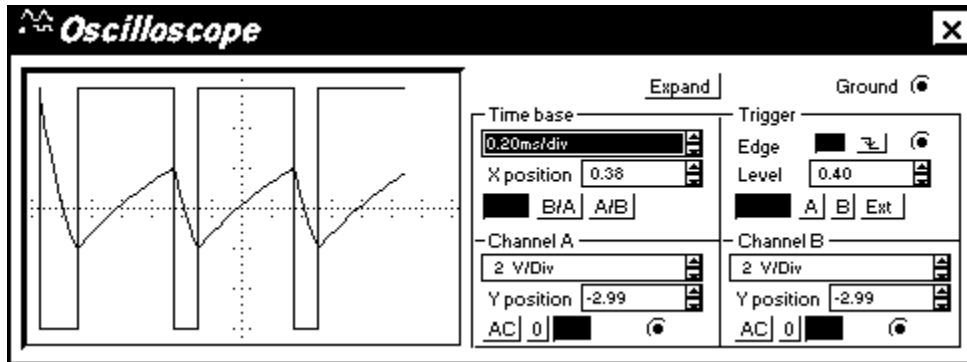 Oscilloscope
Expand Ground
Time base
0.20ms/div
X position 0.38
B/A A/B
Trigger
Edge
Level 0.40
A B Ext
Channel A
2 V/Div
Y position -2.99
AC 0
Channel B
2 V/Div
Y position -2.99
AC 0